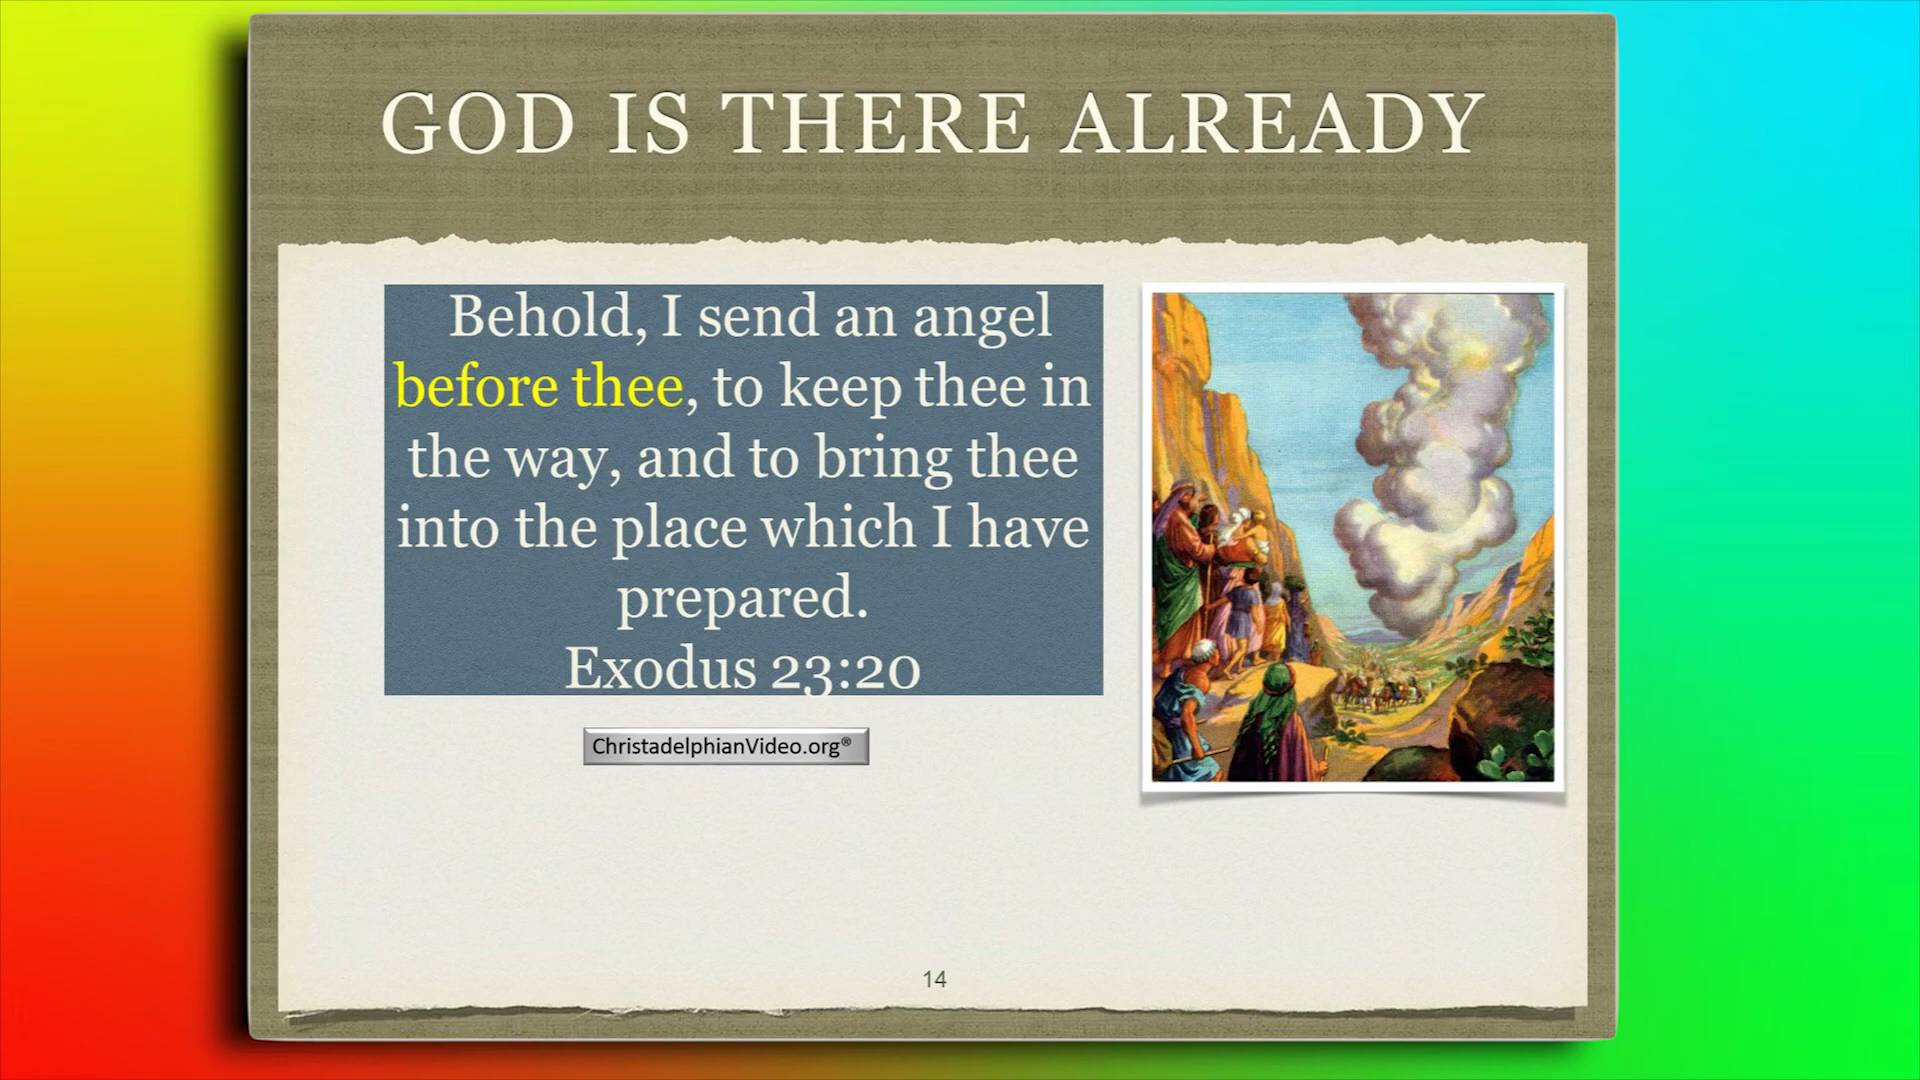 GOD IS THERE ALREADY
Behold, I send an angel
before thee, to keep thee in
the way, and to bring thee
into the place which I have
prepared.
Exodus 23:20
ChristadelphianVideo.org®
14